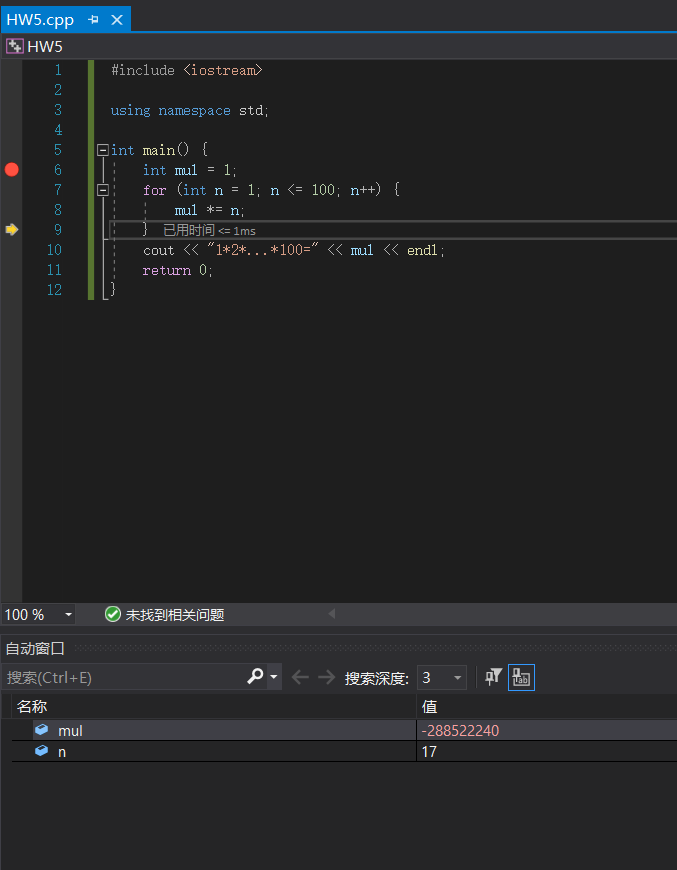 HW5.cpp
HW5
1 #include <iostream>
2
3 using namespace std;
4
5 int main() {
6 int mul = 1;
7 for (int n = 1; n <= 100; n++) {
8 mul *= n;
9 } 已用时间 <= 1ms
10 cout << "1*2*...*100=" << mul << endl;
11 return 0;
12 }
100 % 未找到相关问题
自动窗口
搜索(Ctrl+E) 搜索深度: 3
名称 值
mul -288522240
n 17